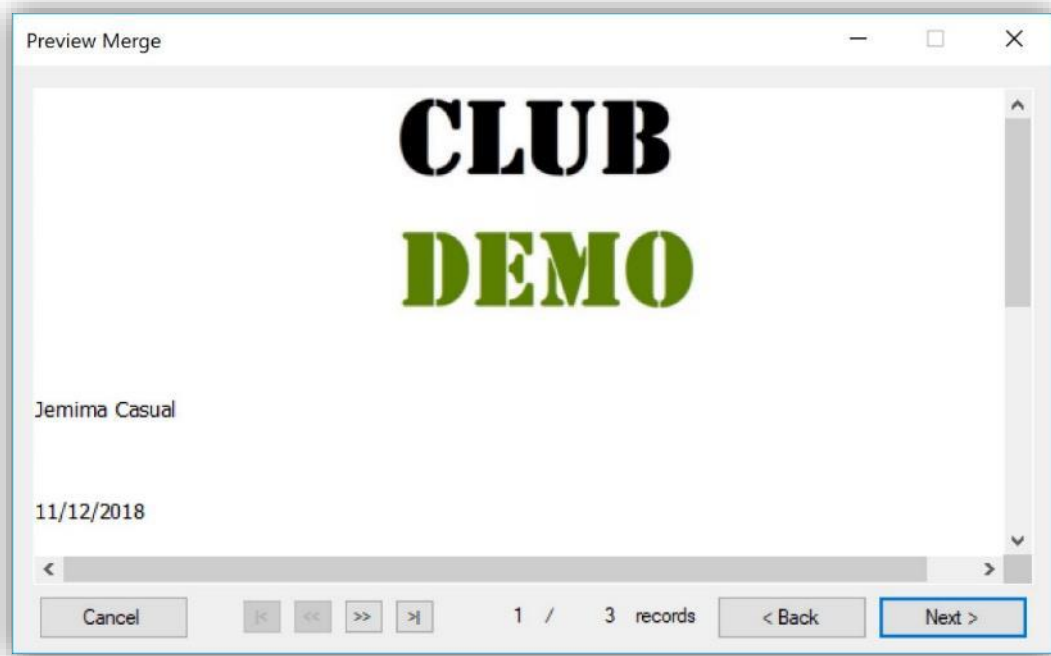 Preview Merge
CLUB
DEMO
Jemima Casual
11/12/2018
Cancel |< << >> >| 1 / 3 records < Back Next >